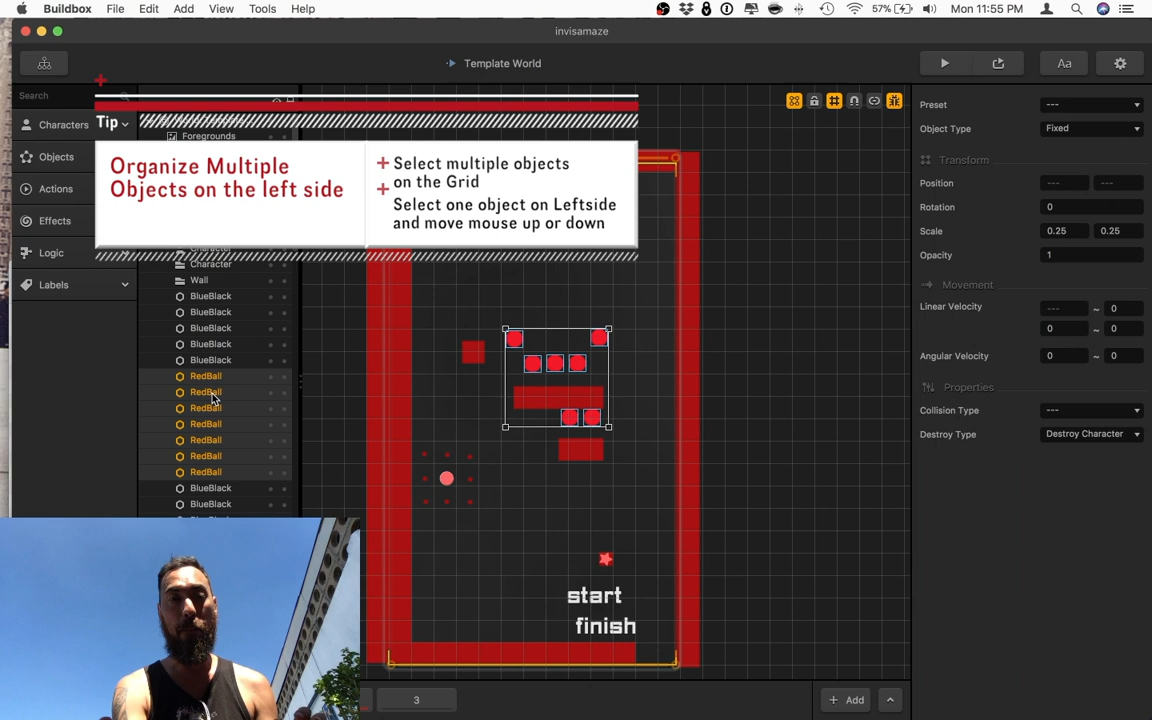 Buildbox File Edit Add View Tools Help 57% Mon 11:55 PM
invisamaze
Template World Aa
Search
Characters
Objects
Actions
Effects
Logic
Labels
Foregrounds
Tip
Organize Multiple
Objects on the left side
+ Select multiple objects
on the Grid
+ Select one object on Leftside
and move mouse up or down
Character
Wall
BlueBlack
BlueBlack
BlueBlack
BlueBlack
BlueBlack
RedBall
RedBall
RedBall
RedBall
RedBall
RedBall
RedBall
BlueBlack
BlueBlack
start
finish
3
+ Add
Preset ---
Object Type Fixed
Transform
Position --- ---
Rotation 0
Scale 0.25 0.25
Opacity 1
Movement
Linear Velocity --- ~ 0
0 ~ 0
Angular Velocity 0 ~ 0
Properties
Collision Type ---
Destroy Type Destroy Character